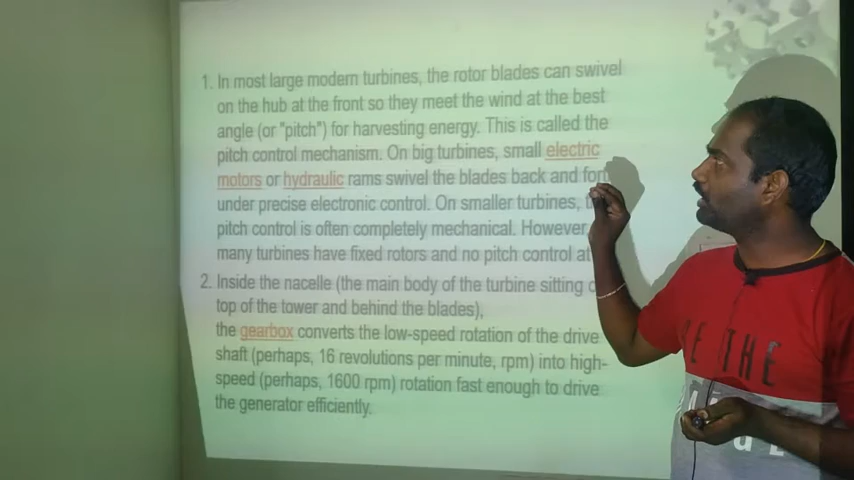 1. In most large modern turbines, the rotor blades can swivel
on the hub at the front so they meet the wind at the best
angle (or "pitch") for harvesting energy. This is called the
pitch control mechanism. On big turbines, small electric
motors or hydraulic rams swivel the blades back and
under precise electronic control. On smaller turbines,
pitch control is often completely mechanical. However
many turbines have fixed rotors and no pitch control at
2. Inside the nacelle (the main body of the turbine sitting
top of the tower and behind the blades),
the gearbox converts the low-speed rotation of the drive
shaft (perhaps, 16 revolutions per minute, rpm) into high-
speed (perhaps, 1600 rpm) rotation fast enough to drive
the generator efficiently.
THE